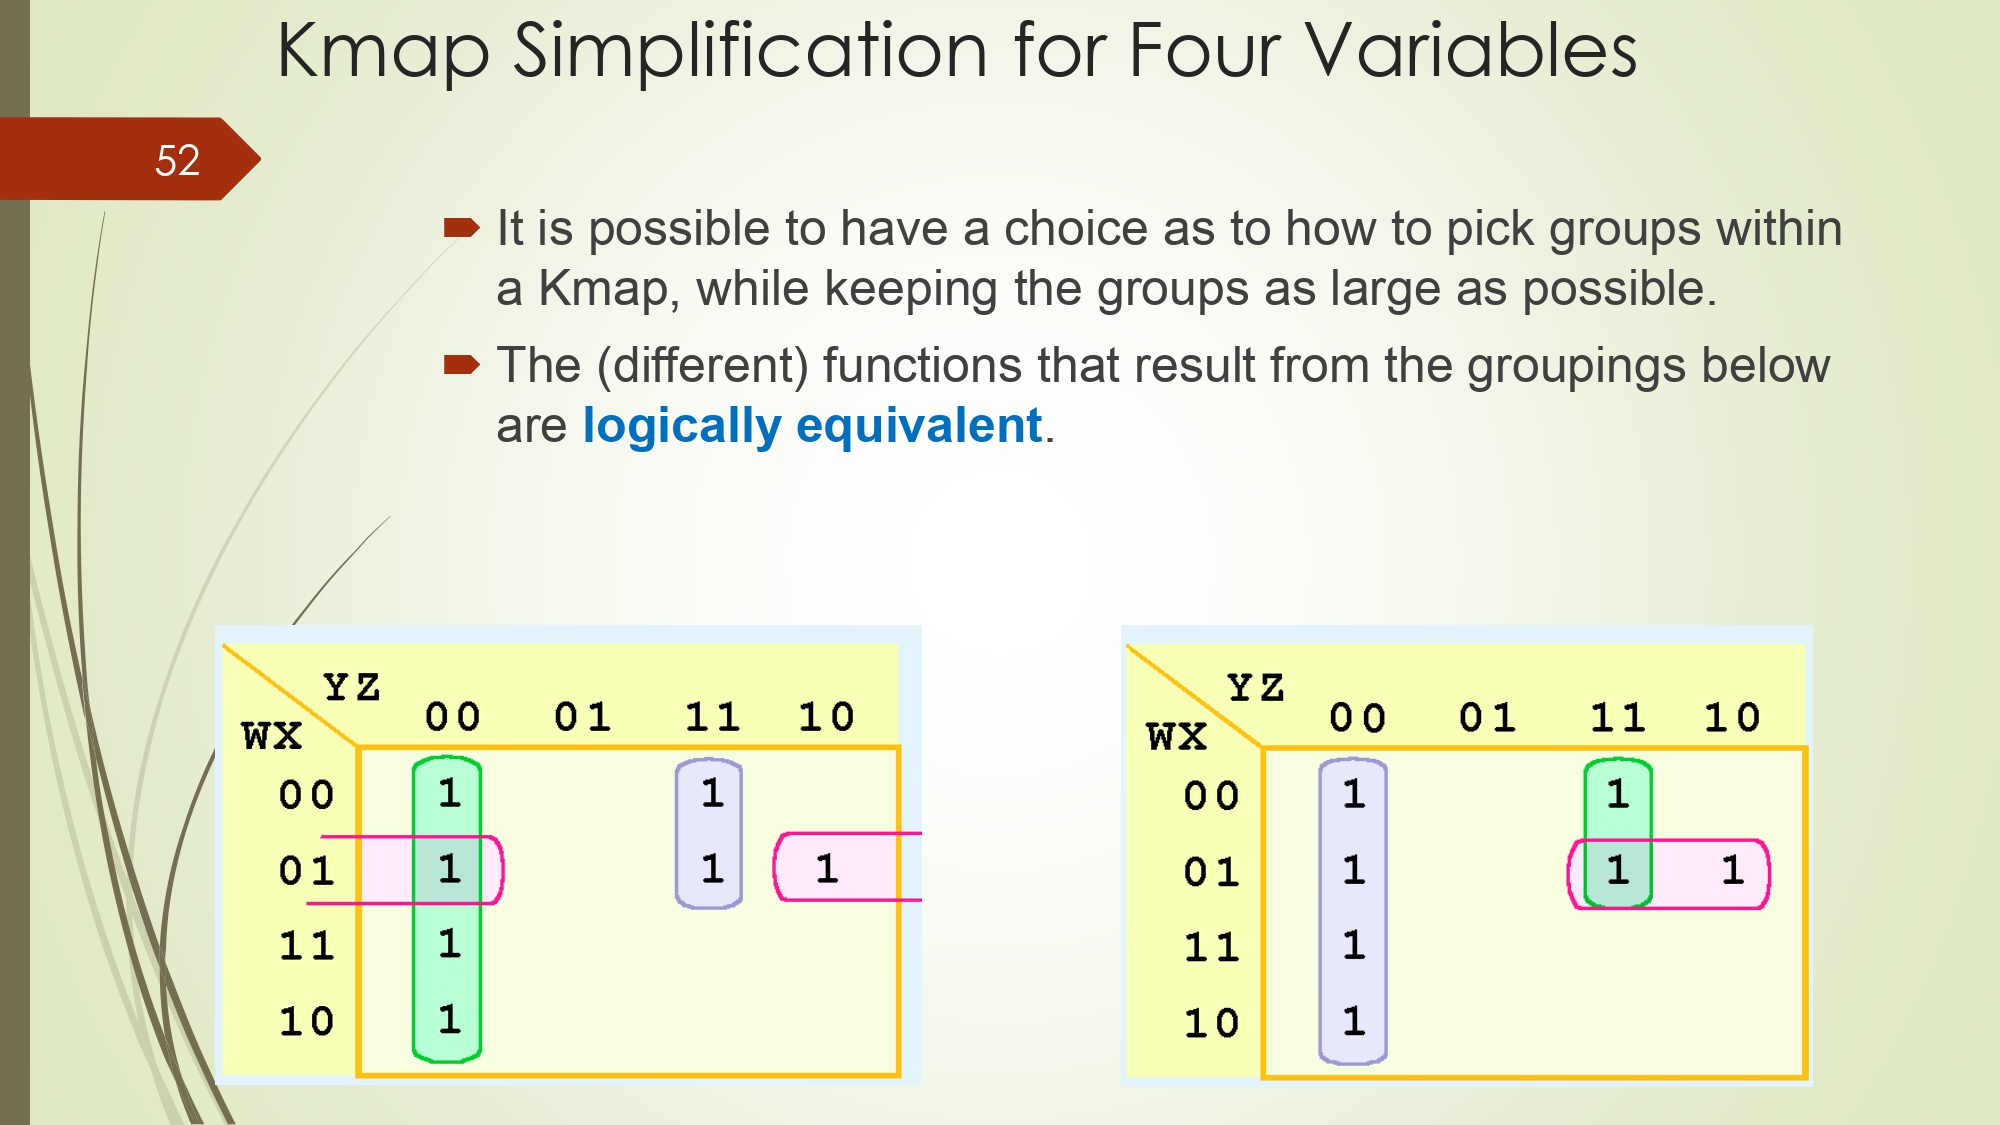 Kmap Simplification for Four Variables
52
It is possible to have a choice as to how to pick groups within
a Kmap, while keeping the groups as large as possible.
The (different) functions that result from the groupings below
are logically equivalent.
YZ
WX
00 01 11 10
00 1 1
01 1 1 1
11 1
10 1
YZ
WX
00 01 11 10
00 1 1
01 1 1 1
11 1
10 1